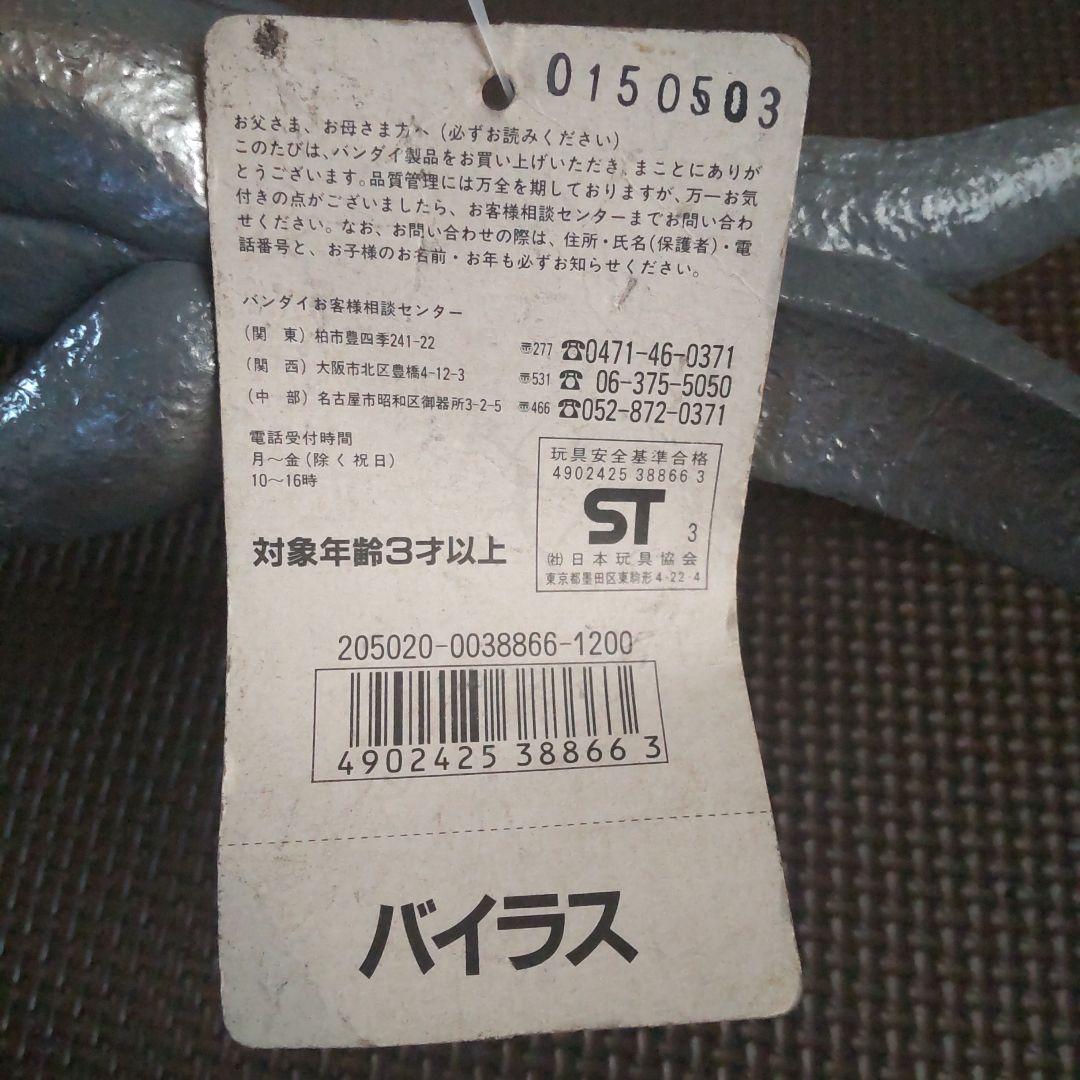 0150503
お父さま、お母さま方へ(必ずお読みください)
このたびは、バンダイ製品をお買い上げいただき、まことにありが
とうございます。品質管理には万全を期しておりますが、万一お気
付きの点がございましたら、お客様相談センターまでお問い合わ
せください。なお、お問い合わせの際は、住所・氏名(保護者)・電
話番号と、お子様のお名前・お年も必ずお知らせください。
バンダイお客様相談センター
(関 東) 柏市豊四季241-22 〒277 ☎0471-46-0371
(関 西) 大阪市北区豊橋4-12-3 〒531 ☎ 06-375-5050
(中 部) 名古屋市昭和区御器所3-2-5 〒466 ☎052-872-0371
電話受付時間
月〜金(除く祝日)
10〜16時
対象年齢3才以上
玩具安全基準合格
4902425 38866 3
ST 3
(社)日本玩具協会
東京都墨田区東駒形4-22-4
205020-0038866-1200
4902425 388663
バイラス